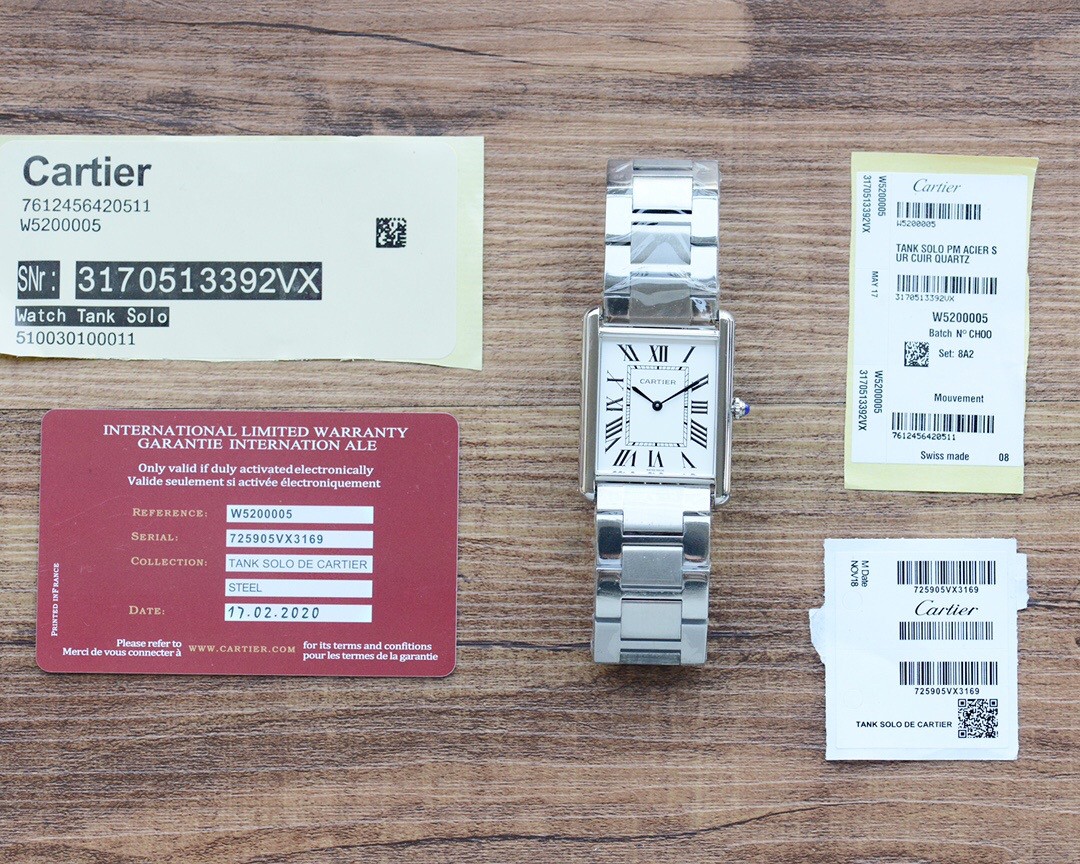 Cartier
7612456420511
W5200005
SNr: 3170513392VX
Watch Tank Solo
510030100011
INTERNATIONAL LIMITED WARRANTY
GARANTIE INTERNATION ALE
Only valid if duly activated electronically
Valide seulement si activée électroniquement
REFERENCE: W5200005
SERIAL: 725905VX3169
COLLECTION: TANK SOLO DE CARTIER
STEEL
DATE: 17.02.2020
PRINTED IN FRANCE
Please refer to
Merci de vous connecter à
WWW.CARTIER.COM
for its terms and confitions
pour les termes de la garantie
XII
CARTIER
W5200005
3170513392VX
Cartier
W5200005
TANK SOLO PM ACIER S
UR CUIR QUARTZ
3170513392VX
MAY 17
W5200005
Batch Nº CHOO
Set: 8A2
Mouvement
W5200005
3170513392VX
7612456420511
Swiss made 08
M Date
NOV18
725905VX3169
Cartier
725905VX3169
TANK SOLO DE CARTIER